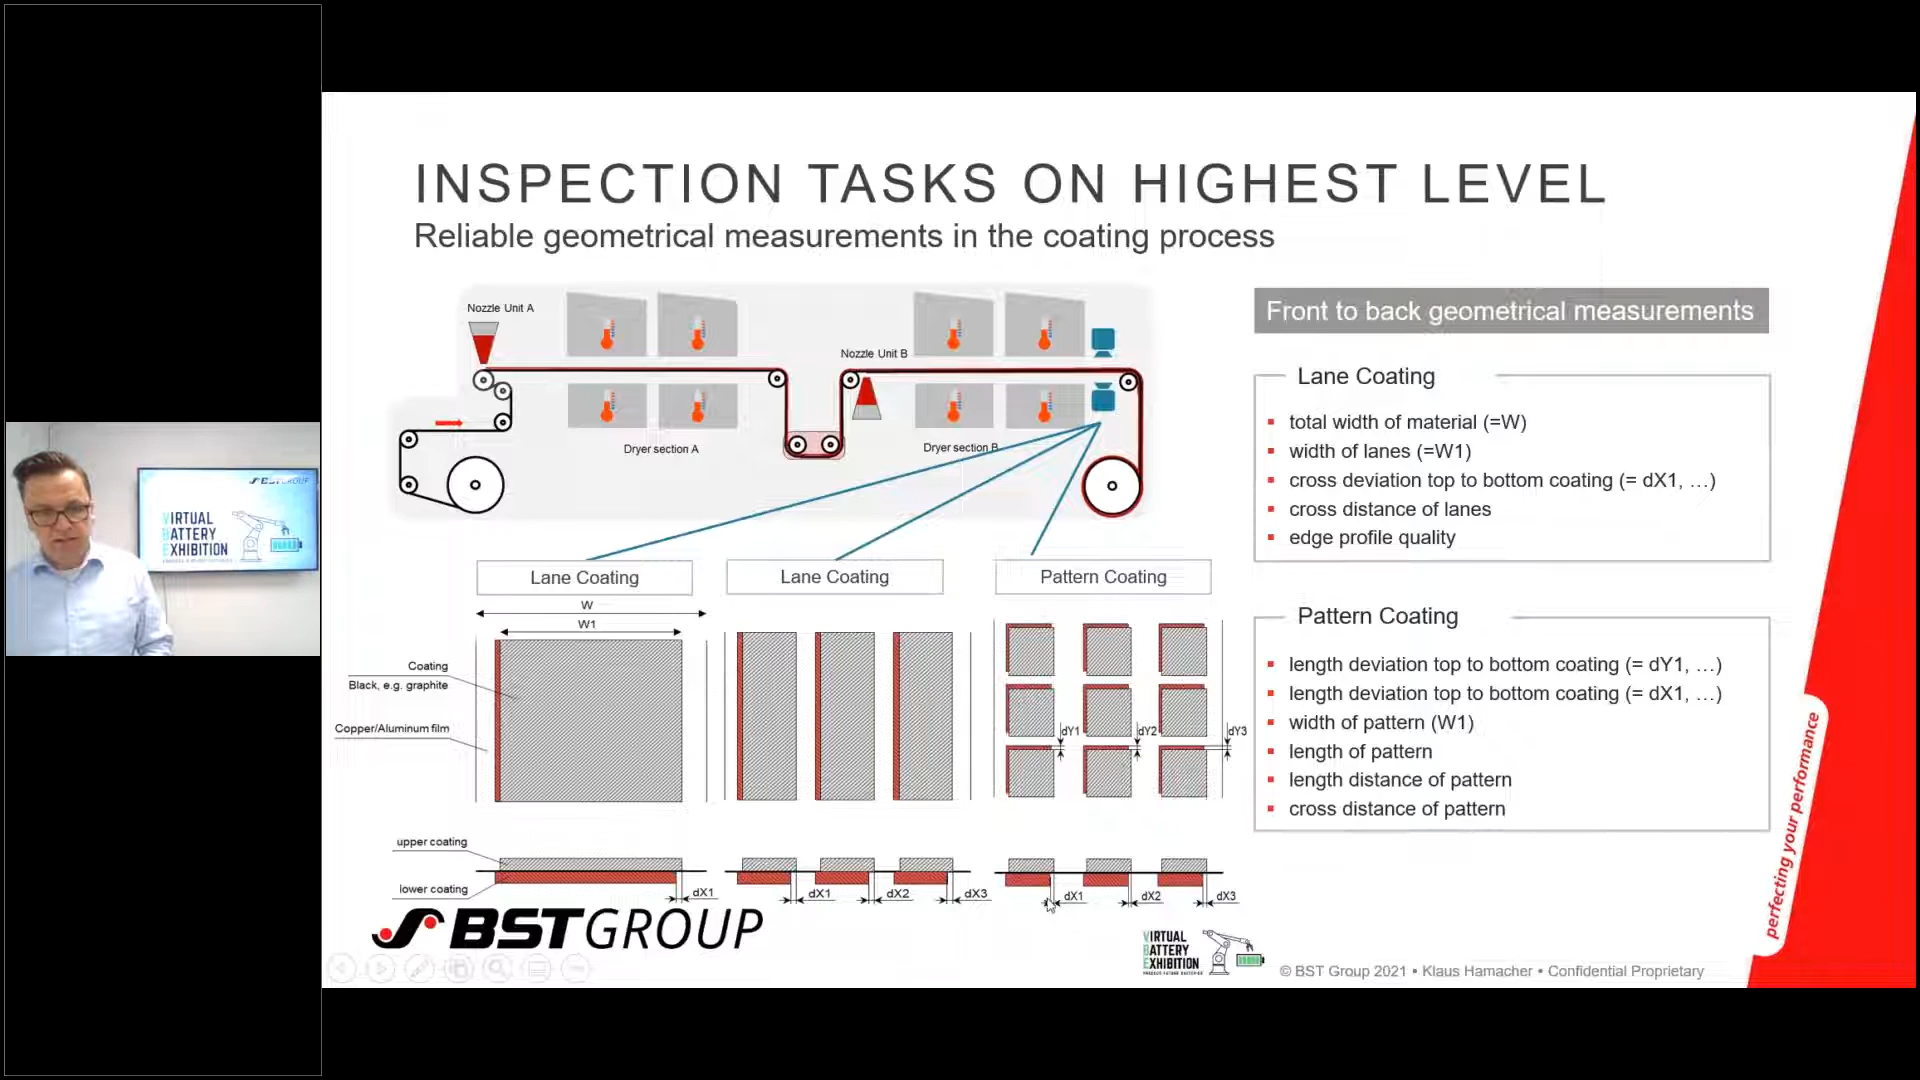 INSPECTION TASKS ON HIGHEST LEVEL
Reliable geometrical measurements in the coating process
Nozzle Unit A
Nozzle Unit B
Dryer section A
Dryer section B
Front to back geometrical measurements
Lane Coating
total width of material (=W)
width of lanes (=W1)
cross deviation top to bottom coating (= dX1, …)
cross distance of lanes
edge profile quality
Pattern Coating
length deviation top to bottom coating (= dY1, …)
length deviation top to bottom coating (= dX1, …)
width of pattern (W1)
length of pattern
length distance of pattern
cross distance of pattern
Lane Coating
Lane Coating
Pattern Coating
W
W1
Coating
Black, e.g. graphite
Copper/Aluminum film
dY1
dY2
dY3
upper coating
lower coating
dX1
dX1
dX2
dX3
dX1
dX2
dX3
BSTGROUP
VIRTUAL
BATTERY
EXHIBITION
© BST Group 2021 • Klaus Hamacher • Confidential Proprietary
perfecting your performance
BSTGROUP
VIRTUAL
BATTERY
EXHIBITION